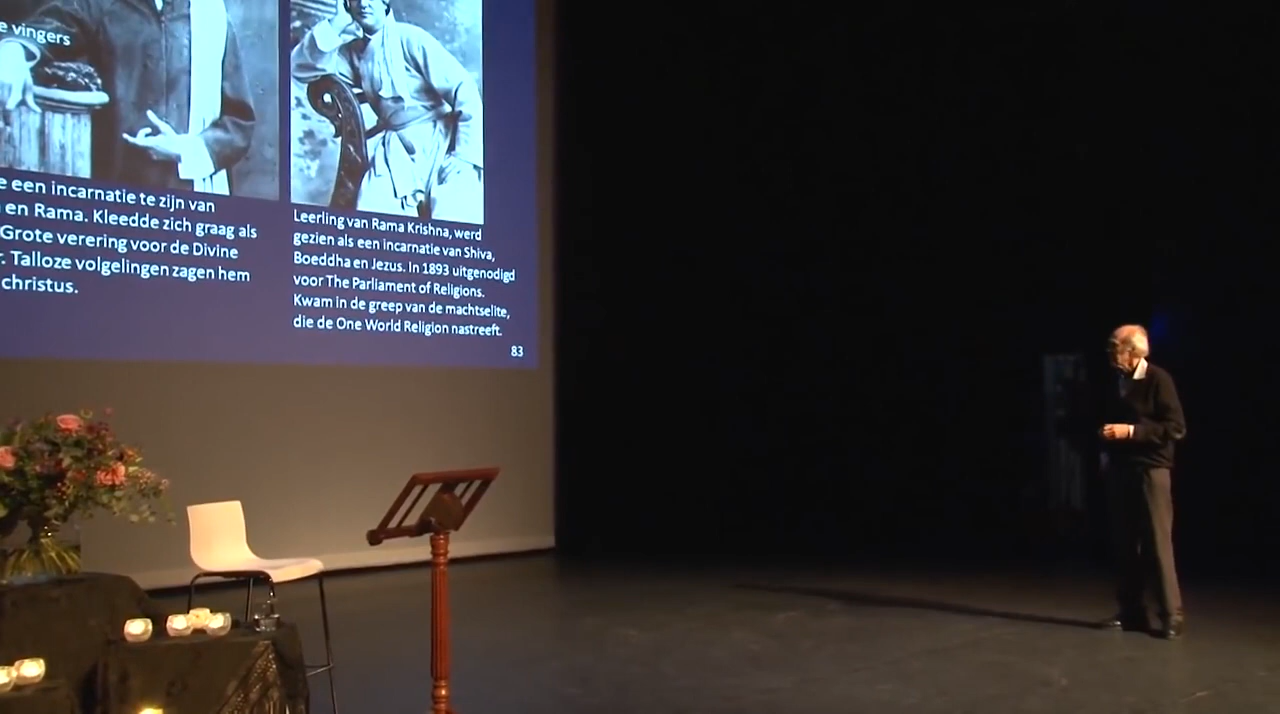 e vingers
e een incarnatie te zijn van
en Rama. Kleedde zich graag als
Grote verering voor de Divine
. Talloze volgelingen zagen hem
christus.
Leerling van Rama Krishna, werd
gezien als een incarnatie van Shiva,
Boeddha en Jezus. In 1893 uitgenodigd
voor The Parliament of Religions.
Kwam in de greep van de machtselite,
die de One World Religion nastreeft.
83